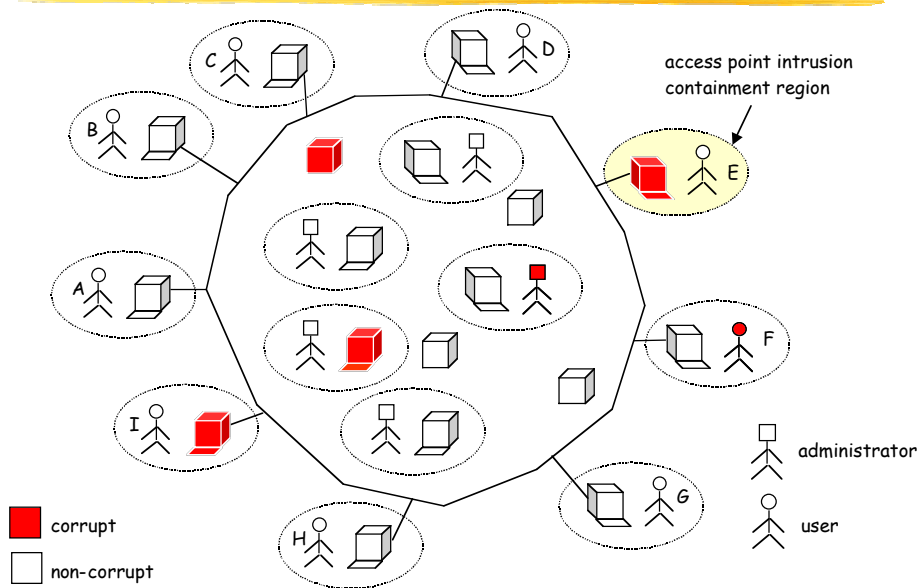 C
D
access point intrusion
containment region
B
E
A
F
I
administrator
G
corrupt
user
H
non-corrupt